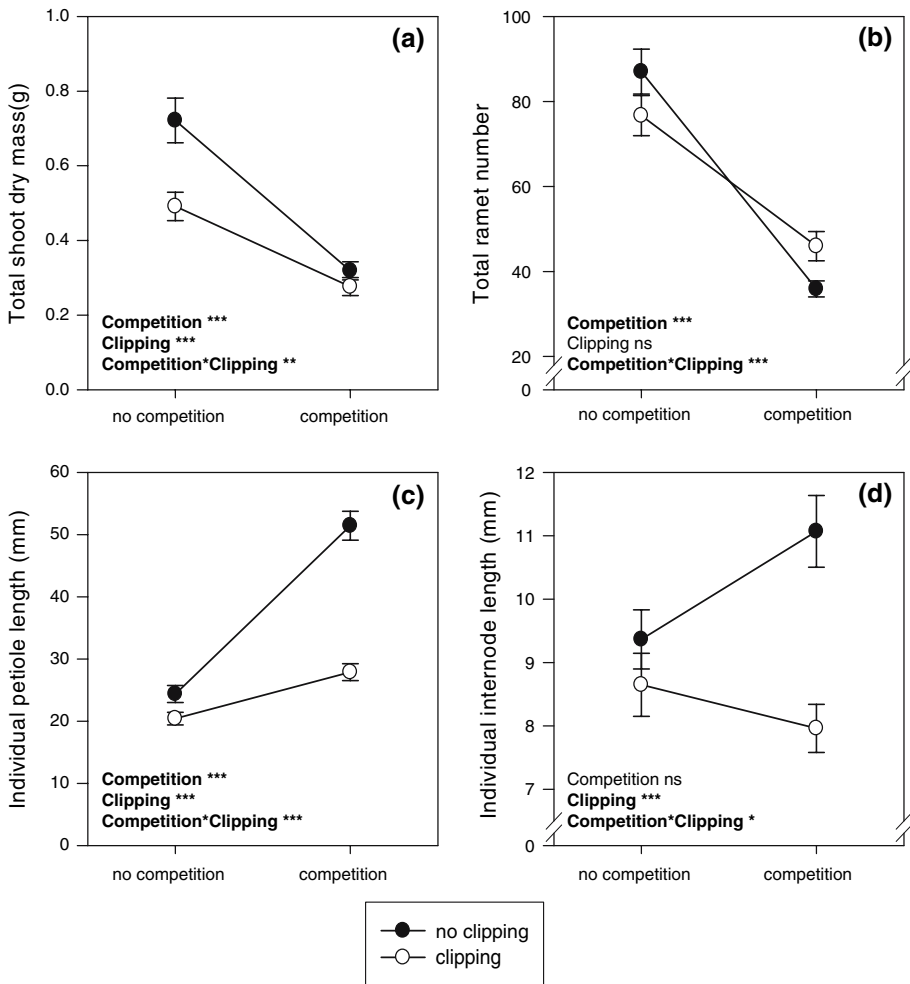 (a)
Total shoot dry mass(g)
1.0
0.8
0.6
0.4
0.2
0.0
Competition ***
Clipping ***
Competition*Clipping **
no competition
competition
(b)
Total ramet number
100
80
60
40
20
0
Competition ***
Clipping ns
Competition*Clipping ***
no competition
competition
(c)
Individual petiole length (mm)
60
50
40
30
20
10
0
Competition ***
Clipping ***
Competition*Clipping ***
no competition
competition
(d)
Individual internode length (mm)
12
11
10
9
8
7
0
Competition ns
Clipping ***
Competition*Clipping *
no competition
competition
no clipping
clipping